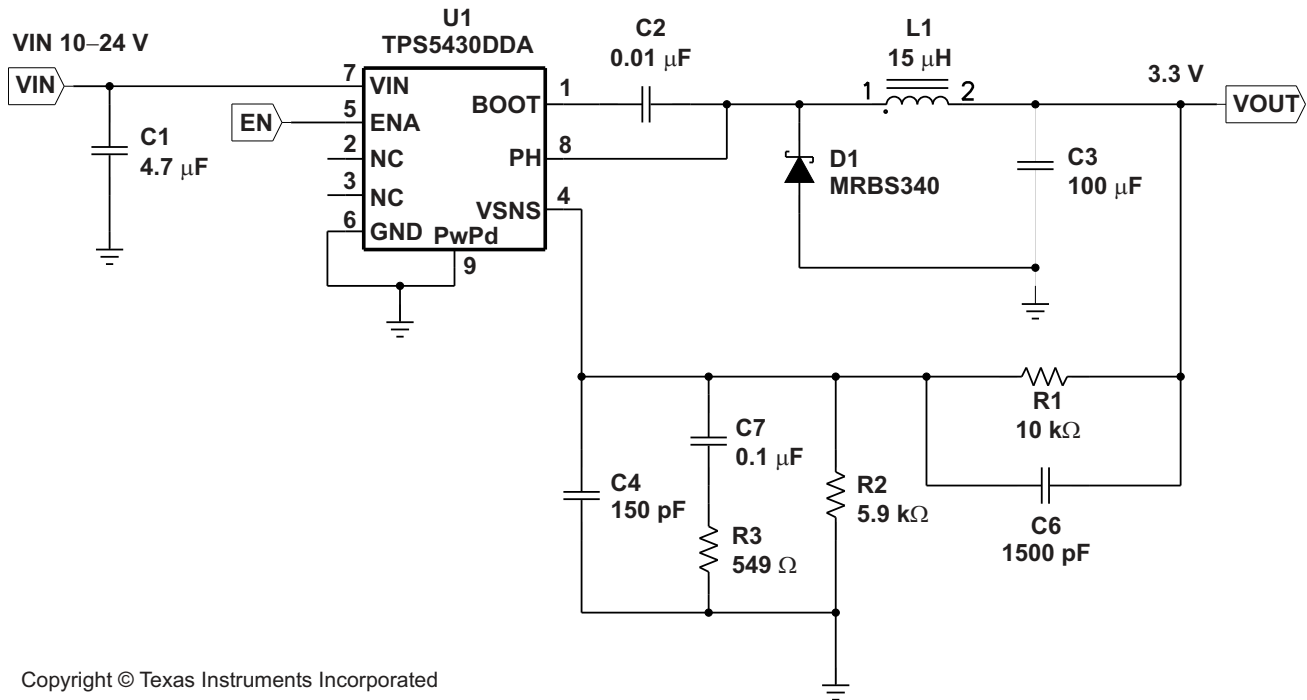 U1
TPS5430DDA
VIN 10–24 V
VIN
EN
C1
4.7 μF
7
5
2
3
6
VIN
ENA
NC
NC
GND
PwPd
9
BOOT
PH
VSNS
1
8
4
C2
0.01 μF
L1
15 μH
1
2
3.3 V
VOUT
D1
MRBS340
C3
100 μF
R1
10 kΩ
C7
0.1 μF
C4
150 pF
R2
5.9 kΩ
R3
549 Ω
C6
1500 pF
Copyright © Texas Instruments Incorporated